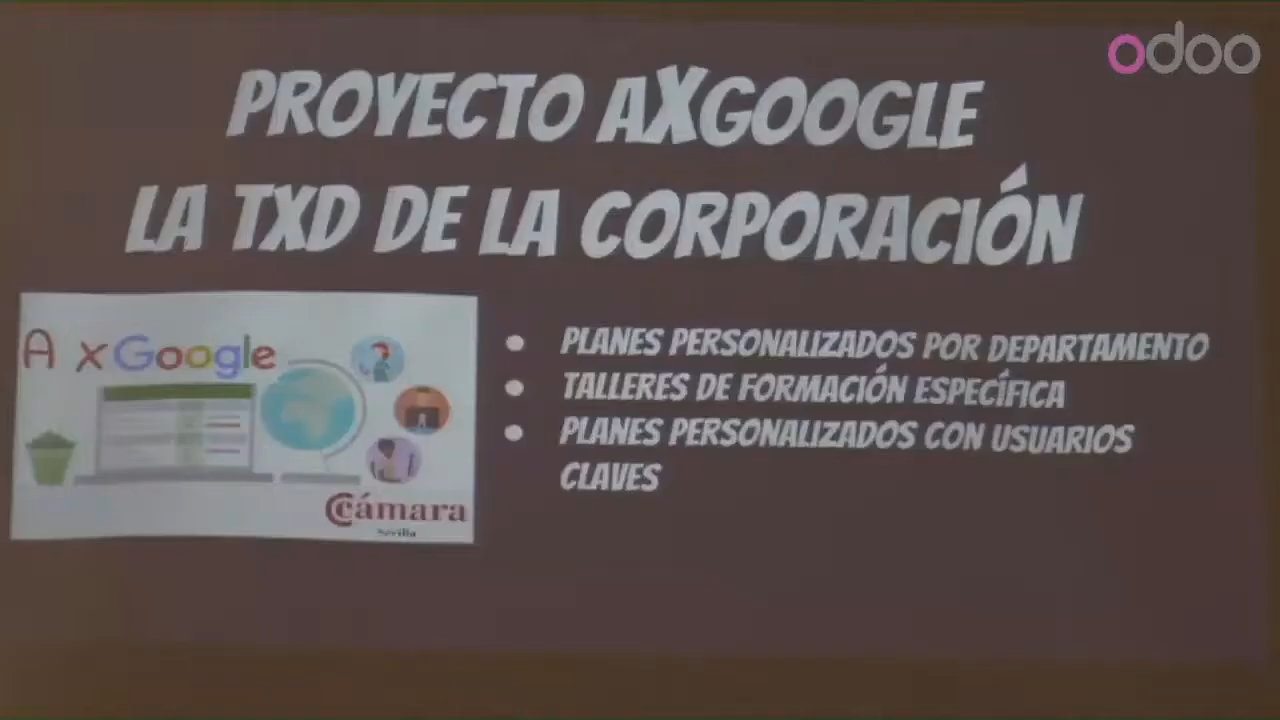 odoo
PROYECTO AXGOOGLE
LA TXD DE LA CORPORACIÓN
A x Google
Cámara
Sevilla
PLANES PERSONALIZADOS POR DEPARTAMENTO
TALLERES DE FORMACIÓN ESPECÍFICA
PLANES PERSONALIZADOS CON USUARIOS
CLAVES